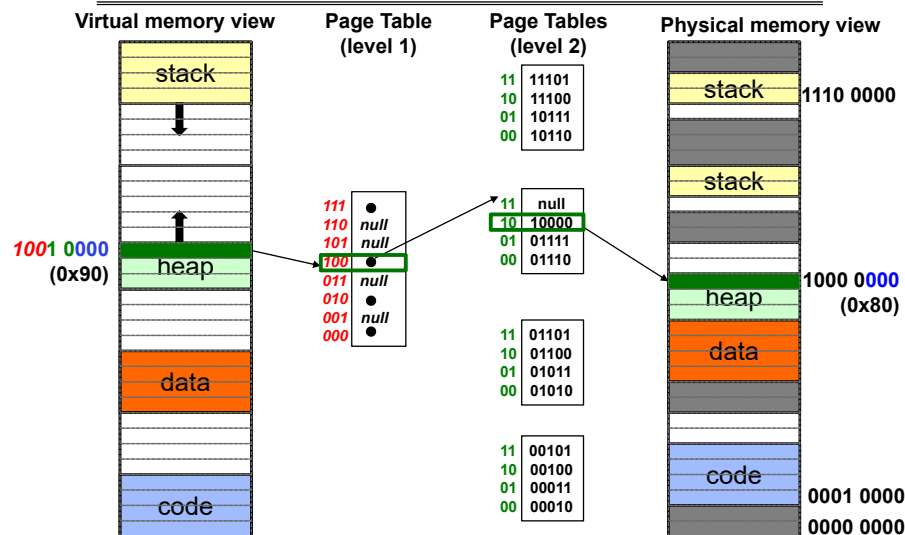 Virtual memory view
Page Table
(level 1)
Page Tables
(level 2)
Physical memory view
stack
heap
data
code
1001 0000
(0x90)
111
110 null
101 null
100
011 null
010
001 null
000
11 11101
10 11100
01 10111
00 10110
11 null
10 10000
01 01111
00 01110
11 01101
10 01100
01 01011
00 01010
11 00101
10 00100
01 00011
00 00010
stack
1110 0000
stack
1000 0000
(0x80)
heap
data
code
0001 0000
0000 0000